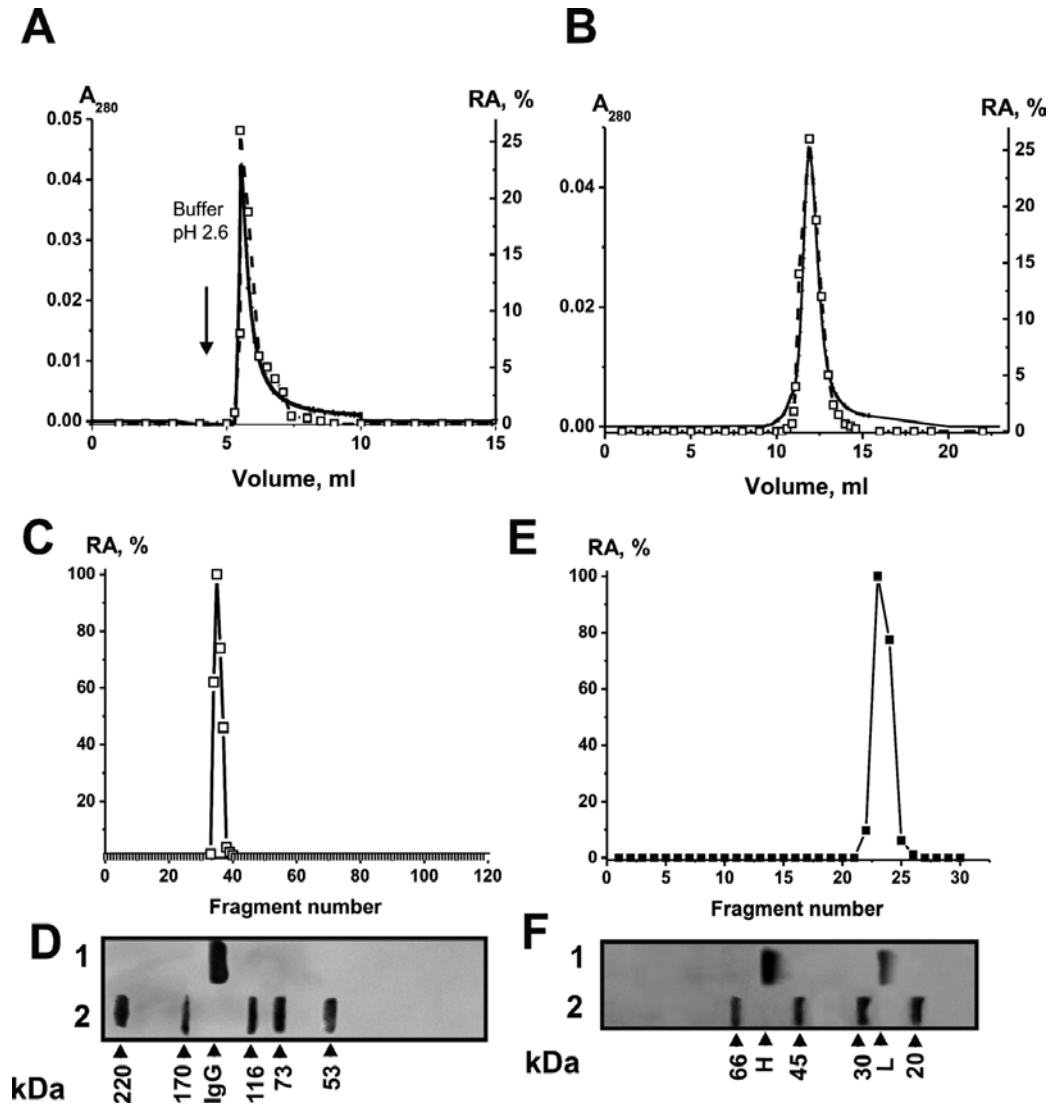 A
A280
RA, %
0.05
0.04
0.03
0.02
0.01
0.00
25
20
15
10
5
0
Buffer
pH 2.6
0 5 10 15
Volume, ml
B
A280
RA, %
0.04
0.02
0.00
25
20
15
10
5
0
0 5 10 15 20
Volume, ml
C
RA, %
100
80
60
40
20
0
0 20 40 60 80 100 120
Fragment number
E
RA, %
100
80
60
40
20
0
0 5 10 15 20 25 30
Fragment number
D
1
2
kDa
220 170 IgG 116 73 53
F
1
2
kDa
66 H 45 30 L 20